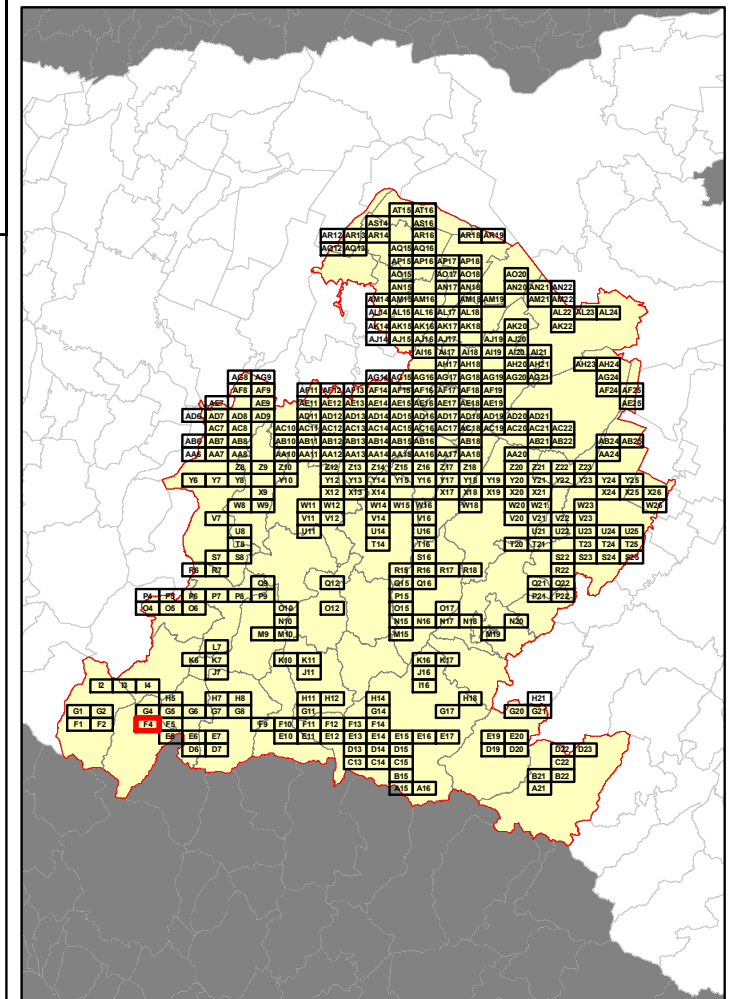 AT15 AT16
AS14 AS16
AR12 AR13 AR14 AR16 AR18 AR19
AQ12 AQ13 AQ15 AQ16
AP15 AP16 AP17 AP18
AO15 AO17 AO18 AO20
AN15 AN17 AN18 AN20 AN21 AN22
AM14 AM15 AM16 AM18 AM19 AM21 AM22
AL14 AL15 AL16 AL17 AL18 AL22 AL23 AL24
AK14 AK15 AK16 AK17 AK18 AK20 AK22
AJ14 AJ15 AJ16 AJ17 AJ19 AJ20
AI16 AI17 AI18 AI19 AI20 AI21
AH17 AH18 AH20 AH21 AH23 AH24
AG8 AG9 AG14 AG15 AG16 AG17 AG18 AG19 AG20 AG21 AG24
AF8 AF9 AF11 AF12 AF13 AF14 AF15 AF16 AF17 AF18 AF19 AF24 AF25
AE7 AE9 AE11 AE12 AE13 AE14 AE15 AE16 AE17 AE18 AE19 AE25
AD6 AD7 AD8 AD9 AD11 AD12 AD13 AD14 AD15 AD16 AD17 AD18 AD19 AD20 AD21
AC7 AC8 AC10 AC11 AC12 AC13 AC14 AC15 AC16 AC17 AC18 AC19 AC20 AC21 AC22
AB6 AB7 AB8 AB10 AB11 AB12 AB13 AB14 AB15 AB16 AB18 AB21 AB22 AB24 AB25
AA6 AA7 AA8 AA10 AA11 AA12 AA13 AA14 AA15 AA16 AA17 AA18 AA20 AA24
Z8 Z9 Z10 Z12 Z13 Z14 Z15 Z16 Z17 Z18 Z20 Z21 Z22 Z23
Y6 Y7 Y8 Y10 Y12 Y13 Y14 Y15 Y16 Y17 Y18 Y19 Y20 Y21 Y22 Y23 Y24 Y25
X9 X12 X13 X14 X17 X18 X19 X20 X21 X24 X25 X26
W8 W9 W11 W12 W14 W15 W16 W18 W20 W21 W23 W26
V7 V11 V12 V14 V16 V20 V21 V22 V23
U8 U11 U14 U16 U21 U22 U23 U24 U25
T8 T14 T16 T20 T21 T23 T24 T25
S7 S8 S16 S22 S23 S24 S25
R6 R7 R15 R16 R17 R18 R22
Q9 Q12 Q15 Q16 Q21 Q22
P4 P5 P6 P7 P8 P9 P15 P21 P22
O4 O5 O6 O10 O12 O15 O17
N10 N15 N16 N17 N18 N20
M9 M10 M15 M19
L7
K6 K7 K10 K11 K16 K17
J7 J11 J16
I2 I3 I4 I16
H5 H7 H8 H11 H12 H14 H18 H21
G1 G2 G4 G5 G6 G7 G8 G11 G14 G17 G20 G21
F1 F2 F4 F5 F9 F10 F11 F12 F13 F14
E5 E6 E7 E10 E11 E12 E13 E14 E15 E16 E17 E19 E20
D6 D7 D13 D14 D15 D19 D20 D22 D23
C13 C14 C15 C22
B15 B21 B22
A15 A16 A21